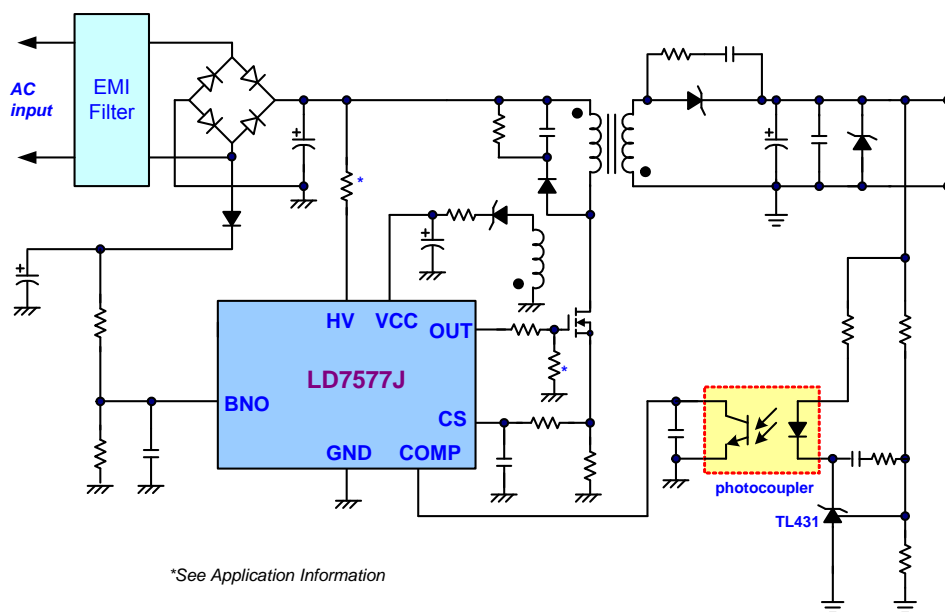 AC
input
EMI
Filter
*
HV
VCC
OUT
*
LD7577J
BNO
CS
GND
COMP
photocoupler
TL431
*See Application Information
+
+
+
+